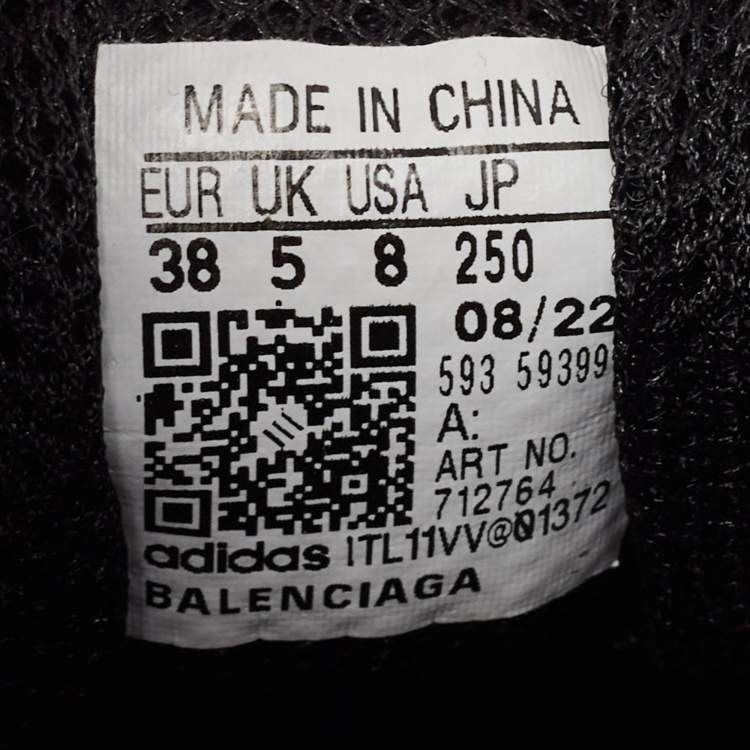 MADE IN CHINA
EUR UK USA JP
38 5 8 250
08/22
593 59399
A:
ART NO.
712764
adidas 1TL11VV@01372
BALENCIAGA